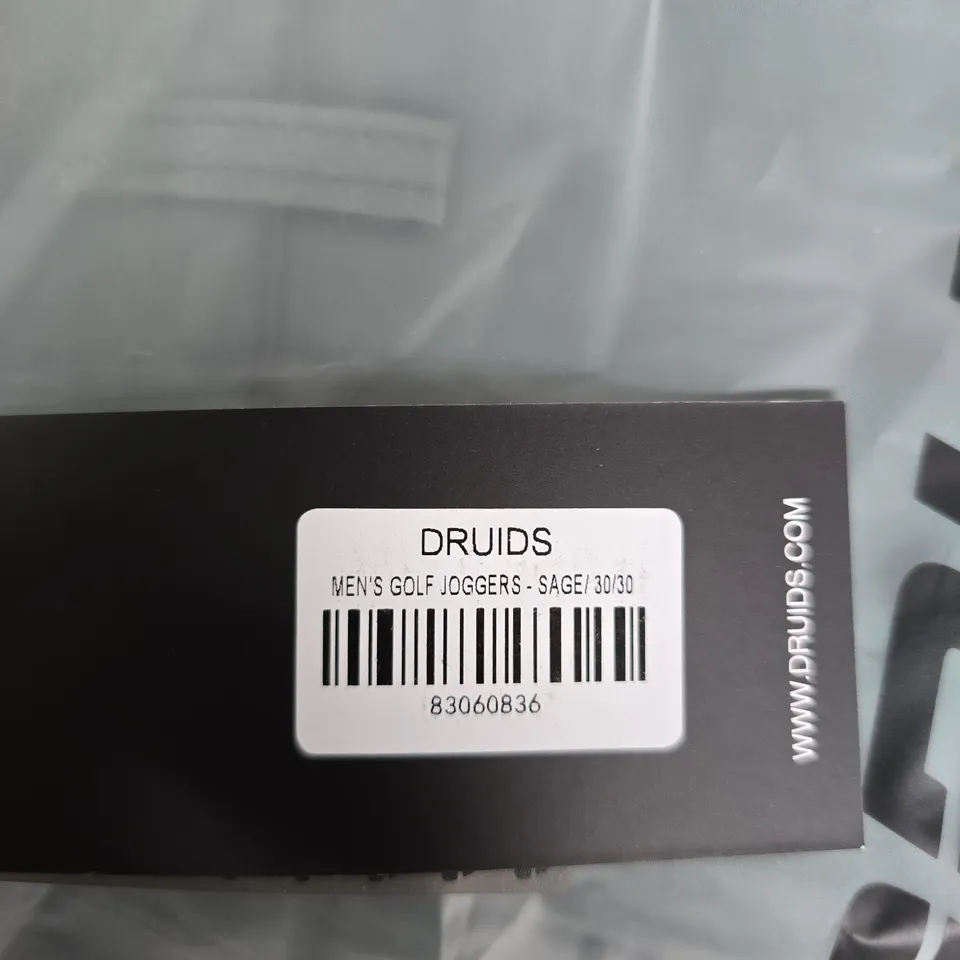 DRUIDS
MEN'S GOLF JOGGERS - SAGE/ 30/30
83060836
WWW.DRUIDS.COM